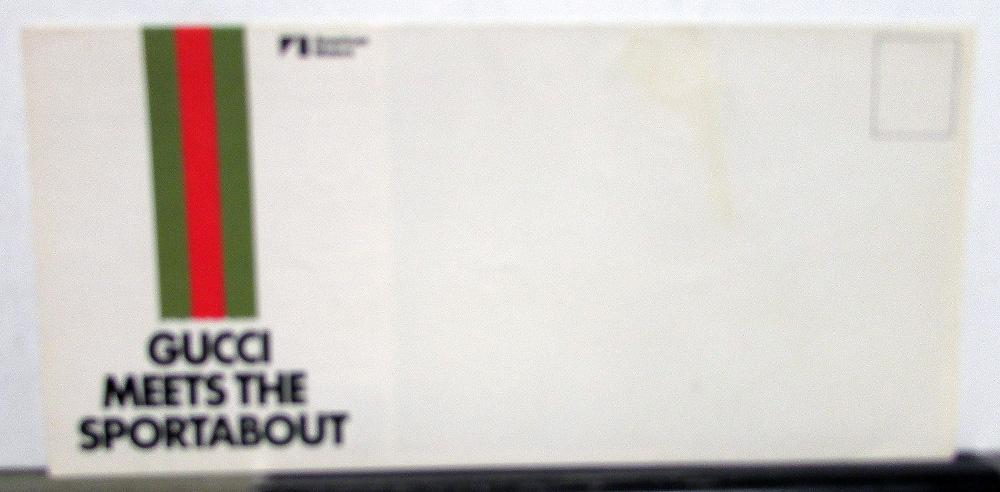 GUCCI
MEETS THE
SPORTABOUT